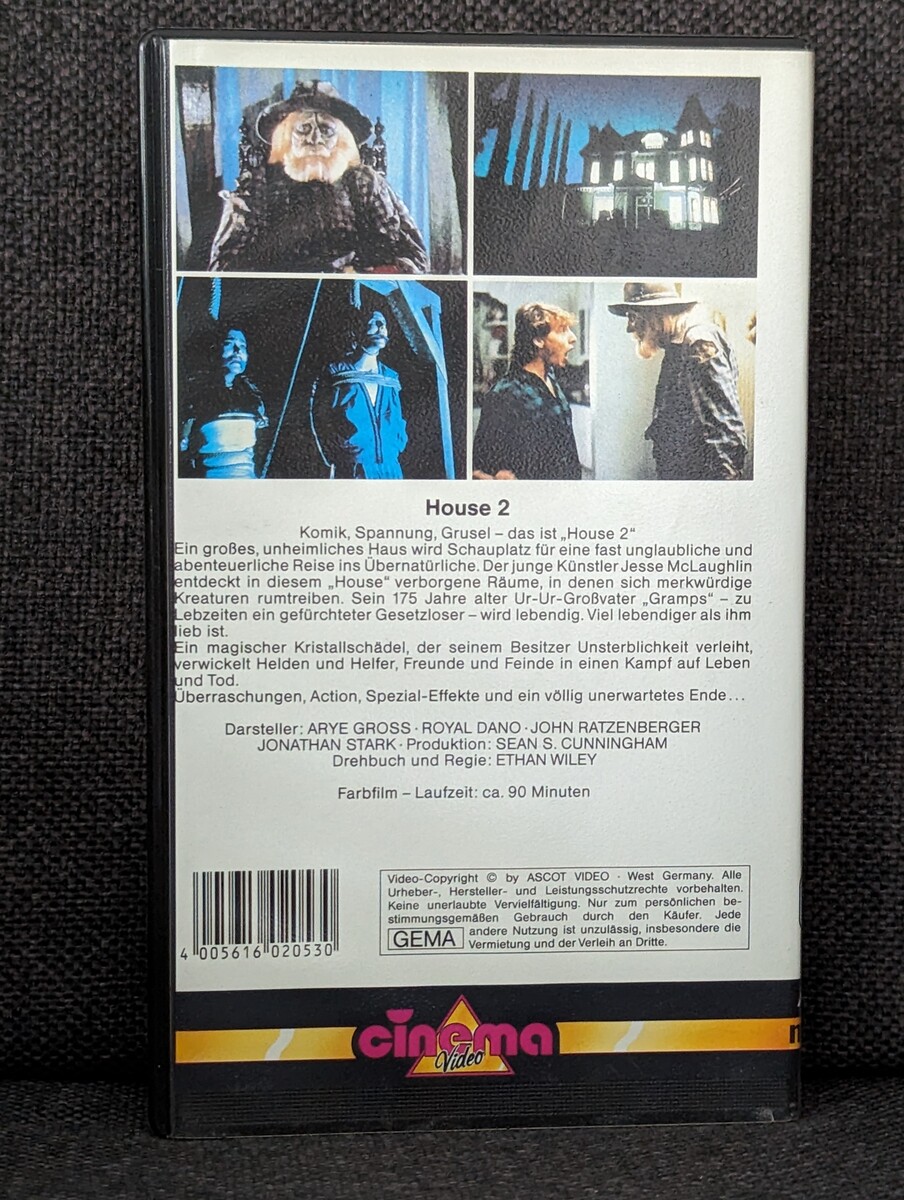 House 2
Komik, Spannung, Grusel – das ist „House 2“
Ein großes, unheimliches Haus wird Schauplatz für eine fast unglaubliche und
abenteuerliche Reise ins Übernatürliche. Der junge Künstler Jesse McLaughlin
entdeckt in diesem „House“ verborgene Räume, in denen sich merkwürdige
Kreaturen rumtreiben. Sein 175 Jahre alter Ur-Ur-Großvater „Gramps“ – zu
Lebzeiten ein gefürchteter Gesetzloser – wird lebendig. Viel lebendiger als ihm
lieb ist.
Ein magischer Kristallschädel, der seinem Besitzer Unsterblichkeit verleiht,
verwickelt Helden und Helfer, Freunde und Feinde in einen Kampf auf Leben
und Tod.
Überraschungen, Action, Spezial-Effekte und ein völlig unerwartetes Ende...
Darsteller: ARYE GROSS · ROYAL DANO · JOHN RATZENBERGER
JONATHAN STARK · Produktion: SEAN S. CUNNINGHAM
Drehbuch und Regie: ETHAN WILEY
Farbfilm – Laufzeit: ca. 90 Minuten
4 005616 020530
Video-Copyright © by ASCOT VIDEO · West Germany. Alle
Urheber-, Hersteller- und Leistungsschutzrechte vorbehalten.
Keine unerlaubte Vervielfältigung. Nur zum persönlichen be-
stimmungsgemäßen Gebrauch durch den Käufer. Jede
andere Nutzung ist unzulässig, insbesondere die
Vermietung und der Verleih an Dritte.
GEMA
cinema
Video